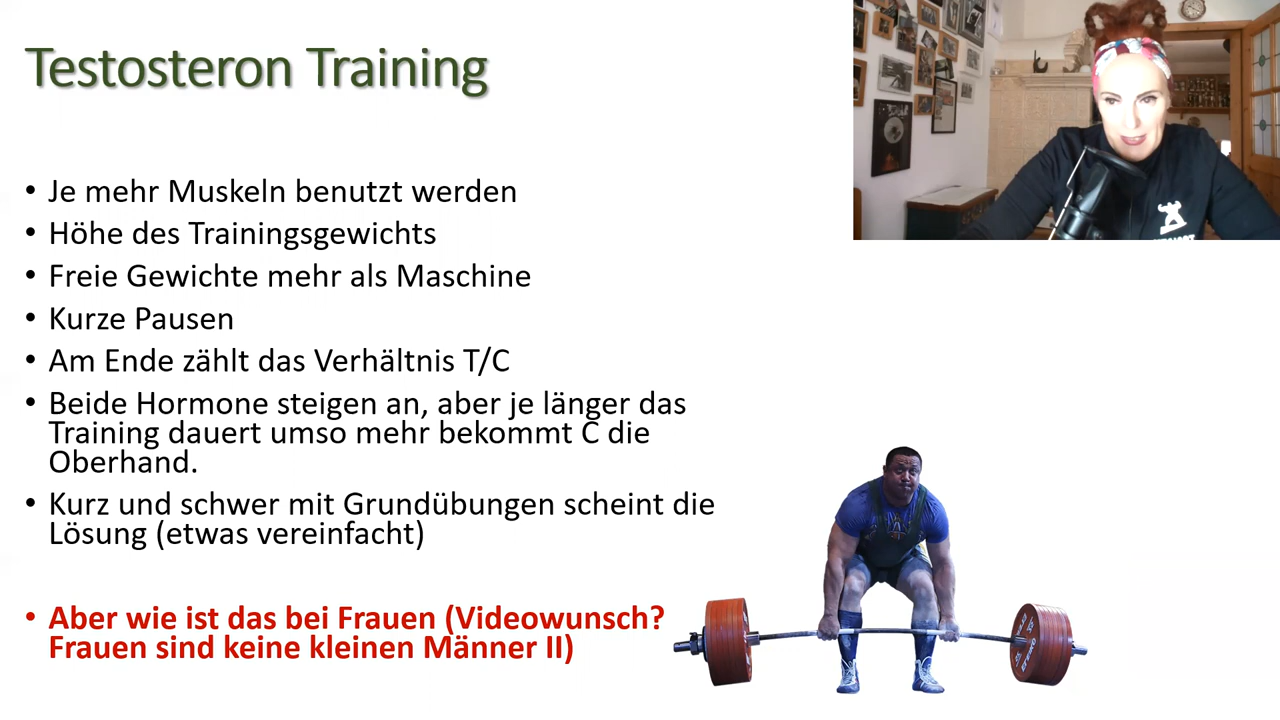 Testosteron Training
• Je mehr Muskeln benutzt werden
• Höhe des Trainingsgewichts
• Freie Gewichte mehr als Maschine
• Kurze Pausen
• Am Ende zählt das Verhältnis T/C
• Beide Hormone steigen an, aber je länger das
Training dauert umso mehr bekommt C die
Oberhand.
• Kurz und schwer mit Grundübungen scheint die
Lösung (etwas vereinfacht)
• Aber wie ist das bei Frauen (Videowunsch?
Frauen sind keine kleinen Männer II)